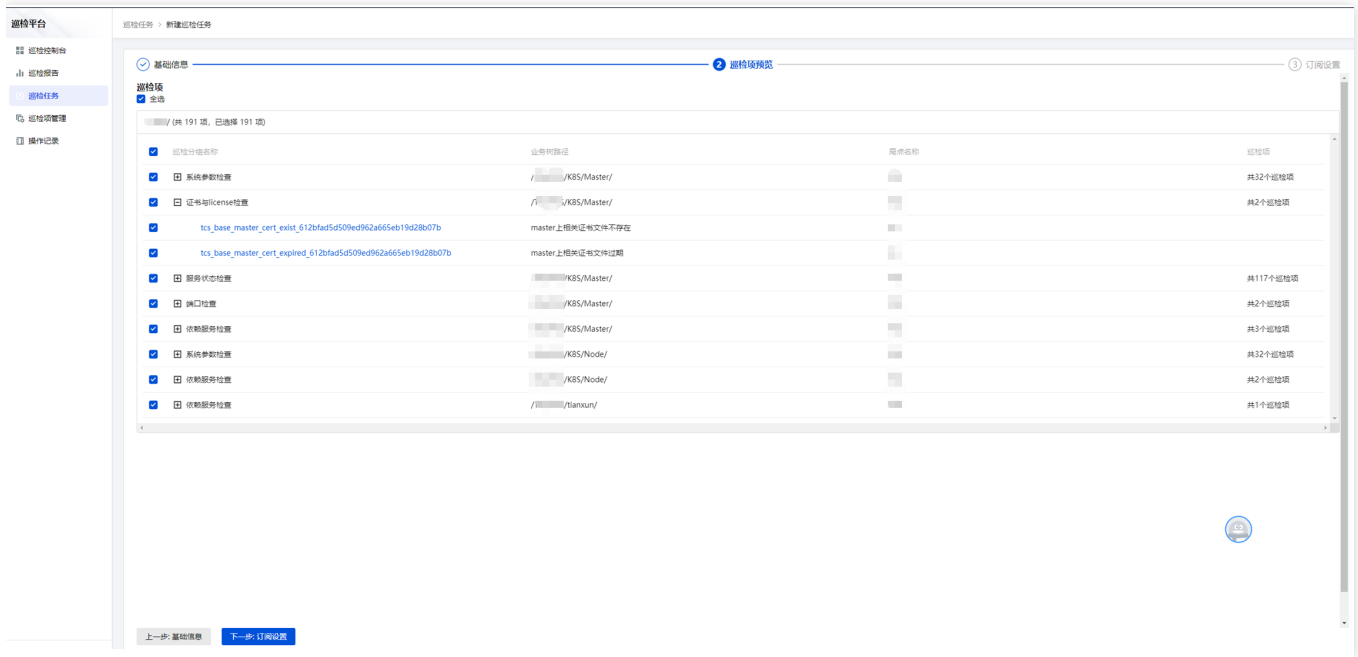 巡检平台
巡检任务 > 新建巡检任务
巡检控制台
巡检报告
巡检任务
巡检项管理
操作记录
基础信息
2 巡检项预览
3 订阅设置
巡检项
全选
/ (共 191 项, 已选择 191 项)
巡检分组名称 业务树路径 局点名称 巡检项
系统参数检查 / /K8S/Master/ 共32个巡检项
证书与license检查 / /K8S/Master/ 共2个巡检项
tcs_base_master_cert_exist_612bfad5d509ed962a665eb19d28b07b master上相关证书文件不存在
tcs_base_master_cert_expired_612bfad5d509ed962a665eb19d28b07b master上相关证书文件过期
服务状态检查 /K8S/Master/ 共117个巡检项
端口检查 /K8S/Master/ 共2个巡检项
依赖服务检查 /K8S/Master/ 共3个巡检项
系统参数检查 /K8S/Node/ 共32个巡检项
依赖服务检查 /K8S/Node/ 共2个巡检项
依赖服务检查 / /tianxun/ 共1个巡检项
上一步: 基础信息 下一步: 订阅设置